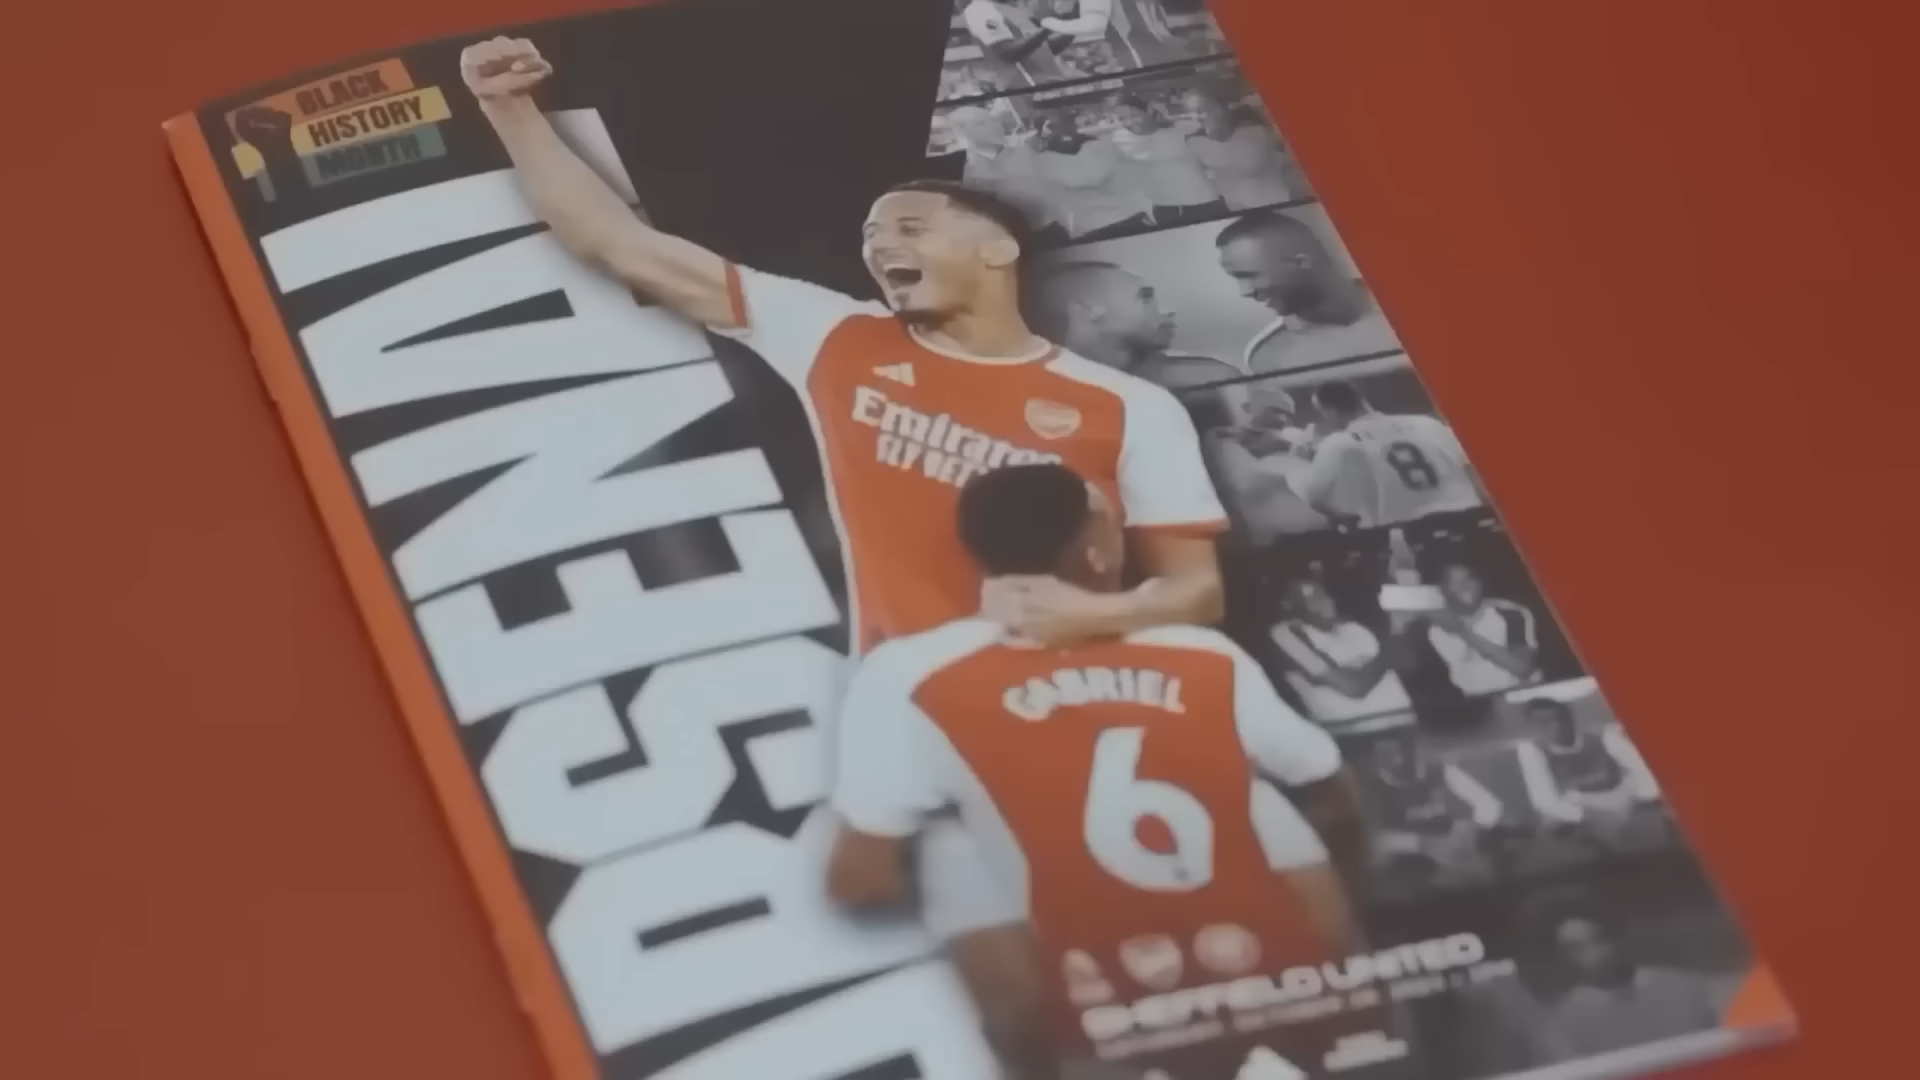 BLACK
HISTORY
MONTH
ARSENAL
Emirates
FLY BETTER
8
GABRIEL
6
SHEFFIELD UNITED